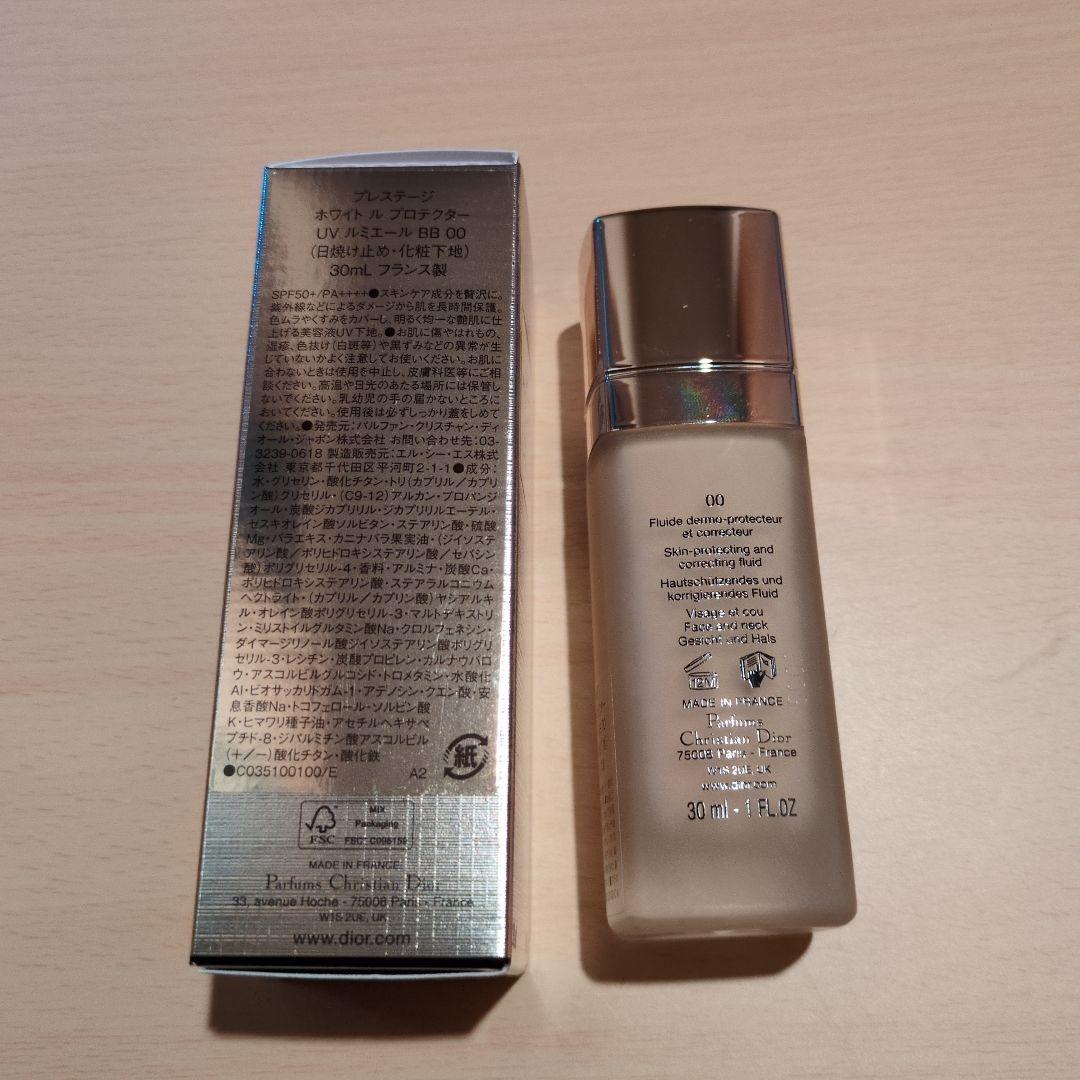 プレステージ
ホワイト ル プロテクター
UV ルミエール BB 00
(日焼け止め・化粧下地)
30mL フランス製
SPF50+/PA++++●スキンケア成分を贅沢に。
紫外線などによるダメージから肌を長時間保護。
色ムラやくすみをカバーし、明るく均一な艶肌に仕
上げる美容液UV下地。●お肌に傷やはれもの、
湿疹、色抜け(白斑等)や黒ずみなどの異常が生
じていないかよく注意してお使いください。お肌に
合わないときは使用を中止し、皮膚科医等にご相
談ください。高温や日光のあたる場所には保管し
ないでください。乳幼児の手の届かないところに
おいてください。使用後は必ずしっかり蓋をしめて
ください。●発売元:パルファン・クリスチャン・ディ
オール・ジャポン株式会社 お問い合わせ先:03-
3239-0618 製造販売元:エル・シー・エス株式
会社 東京都千代田区平河町2-1-1●成分:
水・グリセリン・酸化チタン・トリ(カプリル/カプリ
ン酸)グリセリル・(C9-12)アルカン・プロパンジ
オール・炭酸ジカプリリル・ジカプリリルエーテル・
セスキオレイン酸ソルビタン・ステアリン酸・硫酸
Mg・バラエキス・カニナバラ果実油・(ジイソステ
アリン酸/ポリヒドロキシステアリン酸/セバシン
酸)ポリグリセリル-4・香料・アルミナ・炭酸Ca・
ポリヒドロキシステアリン酸・ステアラルコニウム
ヘクトライト・(カプリル/カプリン酸)ヤシアルキ
ル・オレイン酸ポリグリセリル-3・マルトデキストリ
ン・ミリストイルグルタミン酸Na・クロルフェネシン・
ダイマージリノール酸ジイソステアリン酸ポリグリ
セリル-3・レシチン・炭酸プロピレン・カルナウバロ
ウ・アスコルビルグルコシド・トロメタミン・水酸化
Al・ビオサッカリドガム-1・アデノシン・クエン酸・安
息香酸Na・トコフェロール・ソルビン酸
K・ヒマワリ種子油・アセチルヘキサペ
プチド-8・ジパルミチン酸アスコルビル
(+/-)酸化チタン・酸化鉄
●C035100100/E A2
紙
FSC
MIX
Packaging
FSC® C006159
MADE IN FRANCE
Parfums Christian Dior
33, avenue Hoche - 75008 Paris - France
W1S 2UE, UK
www.dior.com
00
Fluide dermo-protecteur
et correcteur
Skin-protecting and
correcting fluid
Hautschützendes und
korrigierendes Fluid
Visage et cou
Face and neck
Gesicht und Hals
12M
MADE IN FRANCE
Parfums
Christian Dior
75008 Paris - France
W1S 2UE, UK
www.dior.com
30 ml - 1 FL.OZ